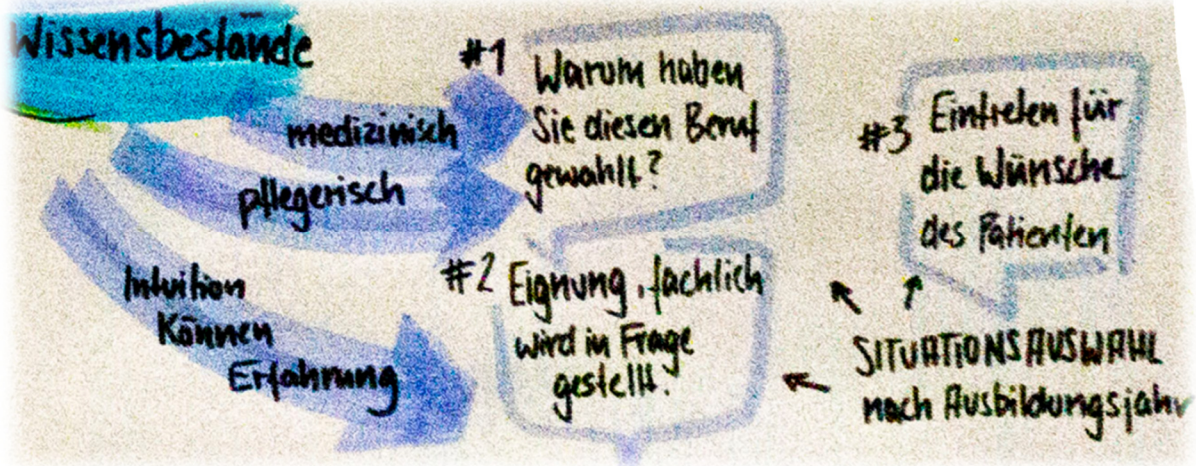 Wissensbestände
medizinisch
pflegerisch
Intuition
Können
Erfahrung
#1
Warum haben
Sie diesen Beruf
gewählt?
#2
Eignung, fachlich
wird in Frage
gestellt.
#3
Eintreten für
die Wünsche
des Patienten
SITUATIONSAUSWAHL
nach Ausbildungsjahr